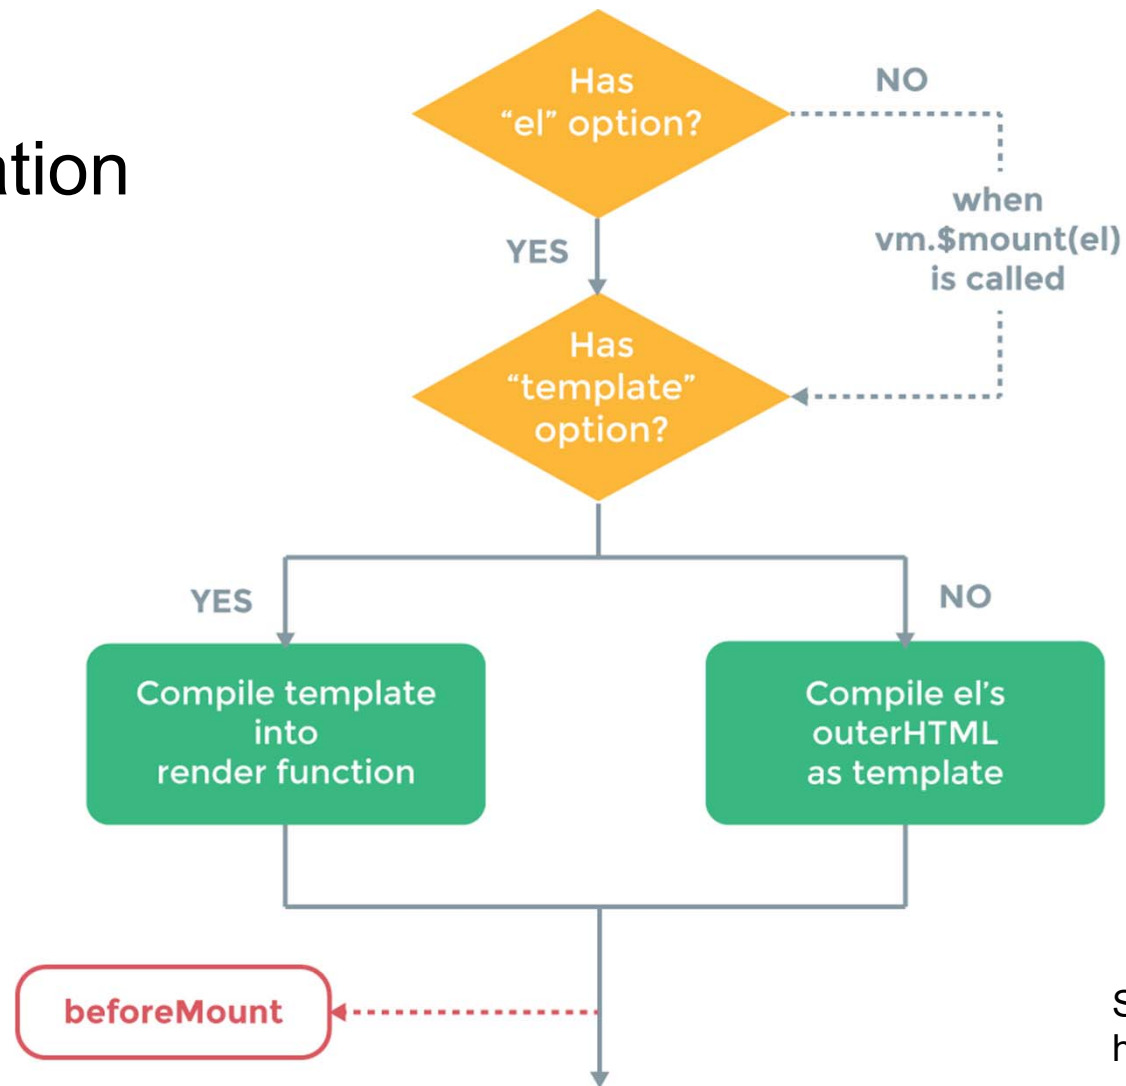 ation
Has
“el” option?
NO
when
vm.$mount(el)
is called
YES
Has
“template”
option?
YES
NO
Compile template
into
render function
Compile el’s
outerHTML
as template
beforeMount
S
h